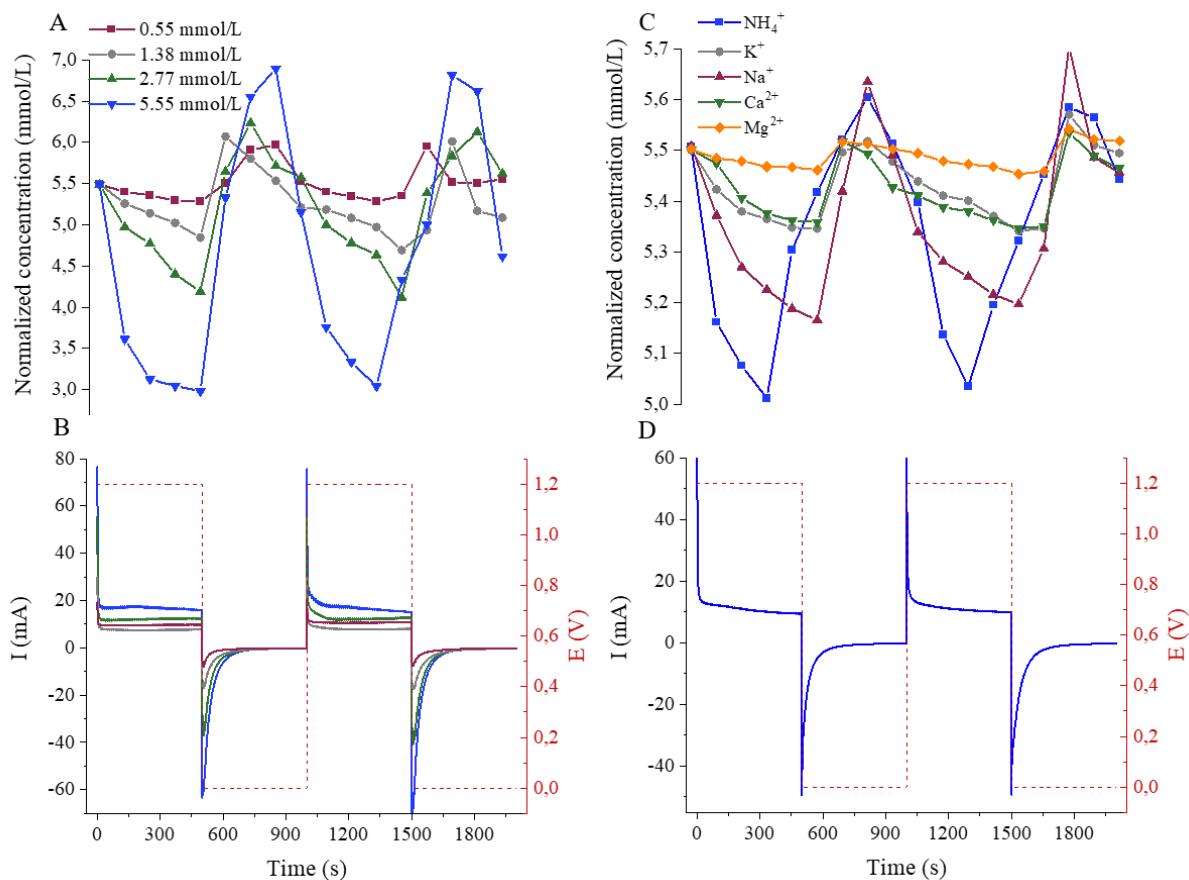 A
0.55 mmol/L
1.38 mmol/L
2.77 mmol/L
5.55 mmol/L
Normalized concentration (mmol/L)
7,0
6,5
6,0
5,5
5,0
4,5
4,0
3,5
3,0
C
NH₄⁺
K⁺
Na⁺
Ca²⁺
Mg²⁺
Normalized concentration (mmol/L)
5,7
5,6
5,5
5,4
5,3
5,2
5,1
5,0
B
I (mA)
80
60
40
20
0
-20
-40
-60
1,2
1,0
0,8
0,6
0,4
0,2
0,0
E (V)
0 300 600 900 1200 1500 1800
Time (s)
D
I (mA)
60
40
20
0
-20
-40
1,2
1,0
0,8
0,6
0,4
0,2
0,0
E (V)
0 300 600 900 1200 1500 1800
Time (s)